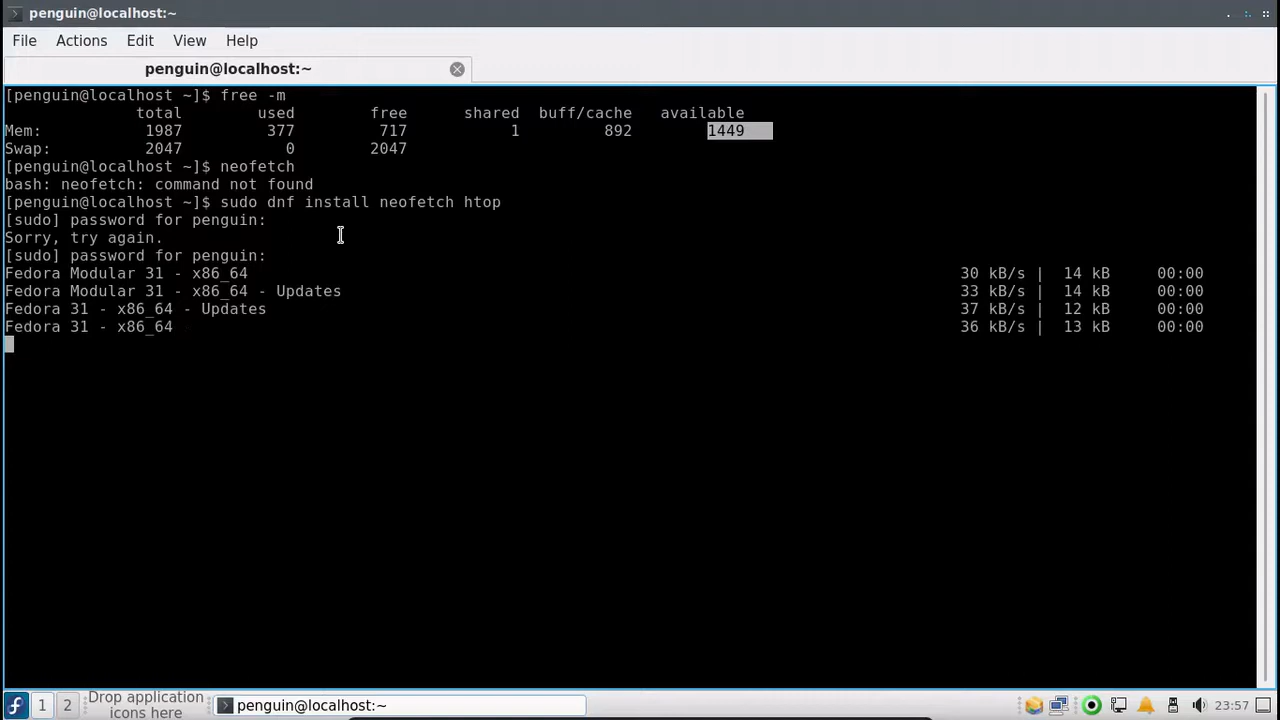 penguin@localhost:~
File Actions Edit View Help
penguin@localhost:~
[penguin@localhost ~]$ free -m
total used free shared buff/cache available
Mem: 1987 377 717 1 892 1449
Swap: 2047 0 2047
[penguin@localhost ~]$ neofetch
bash: neofetch: command not found
[penguin@localhost ~]$ sudo dnf install neofetch htop
[sudo] password for penguin:
Sorry, try again.
[sudo] password for penguin:
Fedora Modular 31 - x86_64 30 kB/s | 14 kB 00:00
Fedora Modular 31 - x86_64 - Updates 33 kB/s | 14 kB 00:00
Fedora 31 - x86_64 - Updates 37 kB/s | 12 kB 00:00
Fedora 31 - x86_64 36 kB/s | 13 kB 00:00
1 2 Drop application icons here penguin@localhost:~ 23:57